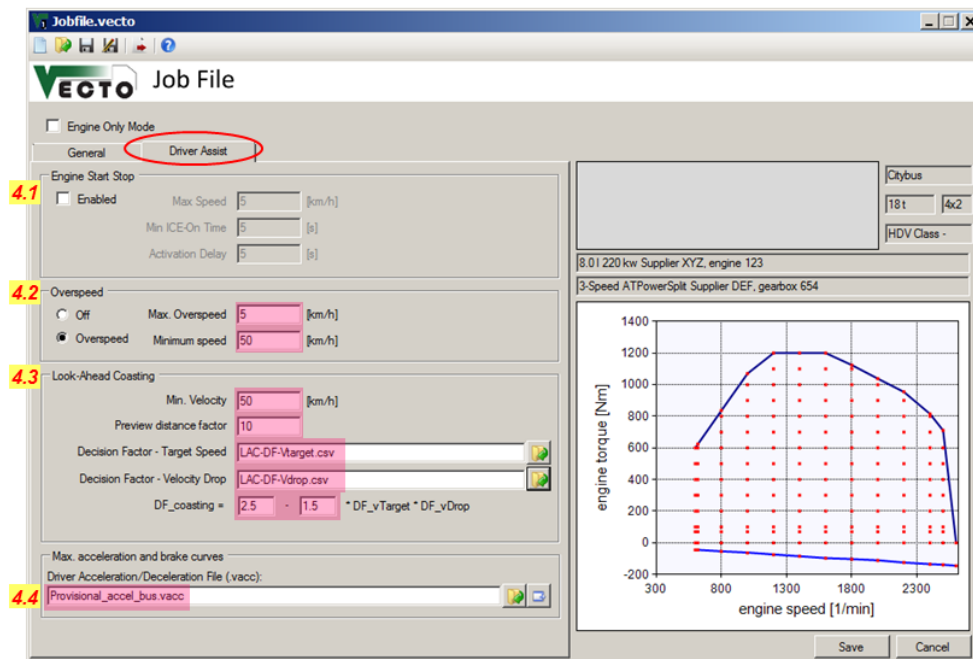 Jobfile.vecto
VECTO Job File
Engine Only Mode
General Driver Assist
4.1 Engine Start Stop
Enabled Max Speed 5 [km/h]
Min ICE-On Time 5 [s]
Activation Delay 5 [s]
4.2 Overspeed
Off Max. Overspeed 5 [km/h]
Overspeed Minimum speed 50 [km/h]
4.3 Look-Ahead Coasting
Min. Velocity 50 [km/h]
Preview distance factor 10
Decision Factor - Target Speed LAC-DF-Vtarget.csv
Decision Factor - Velocity Drop LAC-DF-Vdrop.csv
DF_coasting = 2.5 - 1.5 * DF_vTarget * DF_vDrop
Max. acceleration and brake curves
Driver Acceleration/Deceleration File (.vacc):
4.4 Provisional_accel_bus.vacc
Citybus
18 t 4x2
HDV Class -
8.0 l 220 kw Supplier XYZ, engine 123
3-Speed ATPowerSplit Supplier DEF, gearbox 654
engine torque [Nm]
1400
1200
1000
800
600
400
200
0
-200
300 800 1300 1800 2300
engine speed [1/min]
Save Cancel